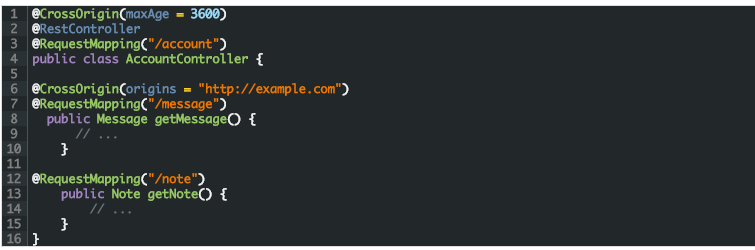 1 @CrossOrigin(maxAge = 3600)
2 @RestController
3 @RequestMapping("/account")
4 public class AccountController {
5
6 @CrossOrigin(origins = "http://example.com")
7 @RequestMapping("/message")
8   public Message getMessage() {
9       // ...
10     }
11
12 @RequestMapping("/note")
13     public Note getNote() {
14         // ...
15     }
16 }